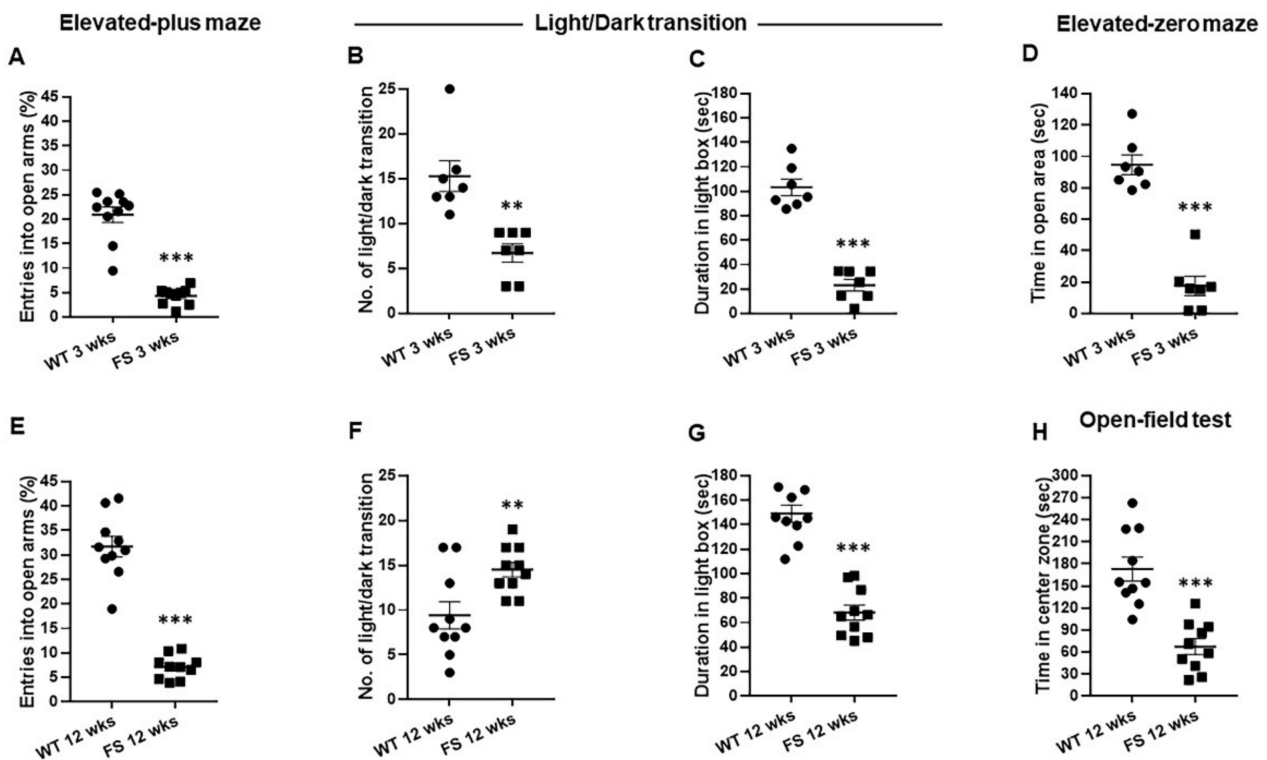 Elevated-plus maze
Light/Dark transition
Elevated-zero maze
A
Entries into open arms (%)
45
40
35
30
25
20
15
10
5
0
***
WT 3 wks
FS 3 wks
B
No. of light/dark transition
25
20
15
10
5
0
**
WT 3 wks
FS 3 wks
C
Duration in light box (sec)
180
160
140
120
100
80
60
40
20
0
***
WT 3 wks
FS 3 wks
D
Time in open area (sec)
140
120
100
80
60
40
20
0
***
WT 3 wks
FS 3 wks
E
Entries into open arms (%)
45
40
35
30
25
20
15
10
5
0
***
WT 12 wks
FS 12 wks
F
No. of light/dark transition
25
20
15
10
5
0
**
WT 12 wks
FS 12 wks
G
Duration in light box (sec)
180
160
140
120
100
80
60
40
20
0
***
WT 12 wks
FS 12 wks
H
Open-field test
Time in center zone (sec)
300
270
240
210
180
150
120
90
60
30
0
***
WT 12 wks
FS 12 wks